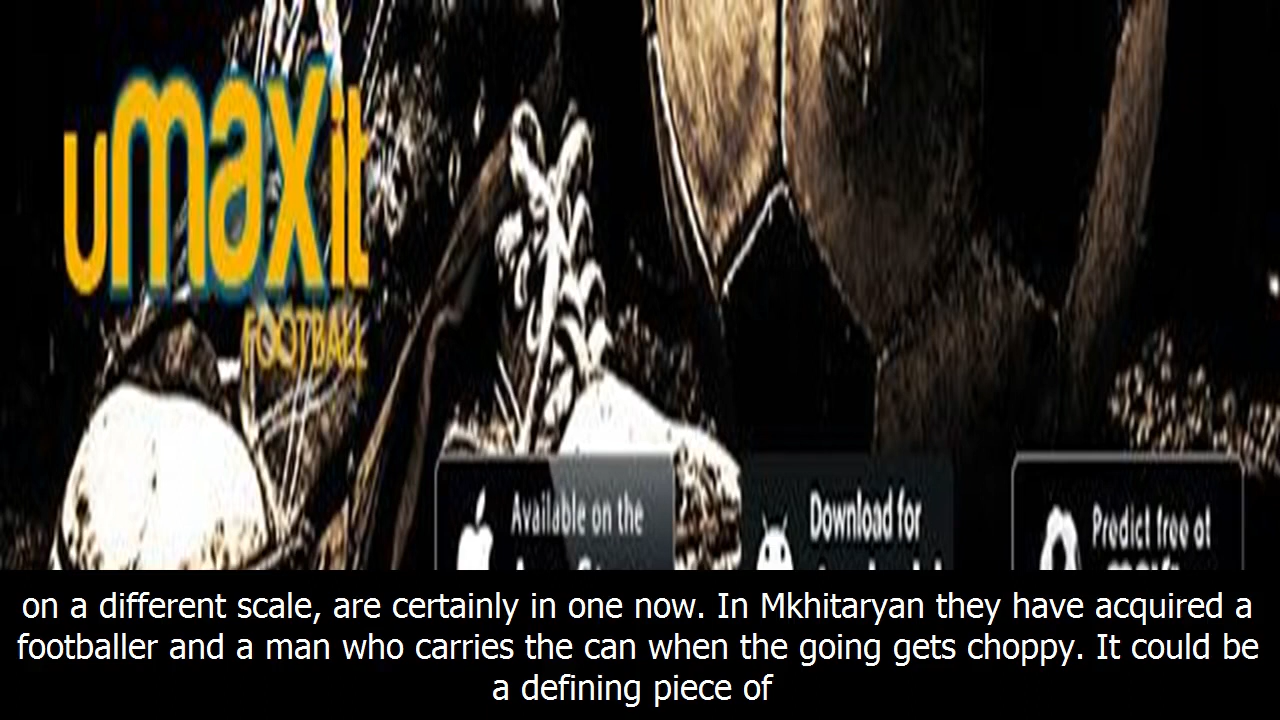 umaxit
FOOTBALL
Available on the
Download for
Predict free at
on a different scale, are certainly in one now. In Mkhitaryan they have acquired a
footballer and a man who carries the can when the going gets choppy. It could be
a defining piece of